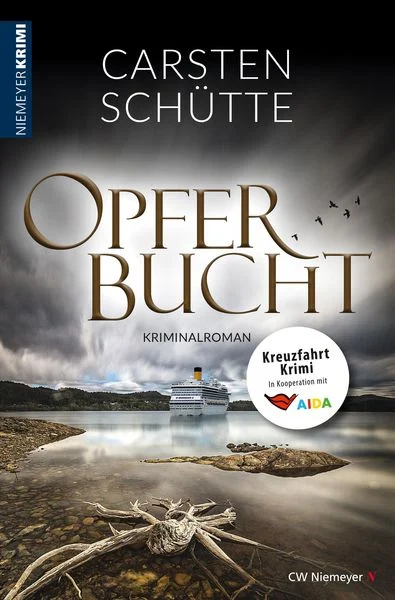 NIEMEYER KRIMI
CARSTEN
SCHÜTTE
OPFER
BUCHT
KRIMINALROMAN
Kreuzfahrt
Krimi
In Kooperation mit
AIDA
CW Niemeyer N